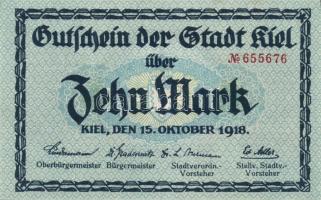 Gutschein der Stadt Kiel
über
№ 655676
Zehn Mark
KIEL, DEN 15. OKTOBER 1918.
Oberbürgermeister Bürgermeister Stadtverordn.- Stellv. Stadtv.-
Vorsteher Vorsteher